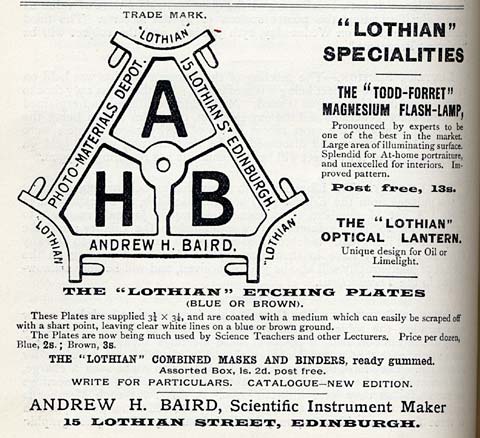 TRADE MARK.
"LOTHIAN"
PHOTO-MATERIALS DEPOT.
15 LOTHIAN ST EDINBURGH.
A
H B
ANDREW H. BAIRD.
"LOTHIAN"
"LOTHIAN"
"LOTHIAN"
SPECIALITIES
THE "TODD-FORRET"
MAGNESIUM FLASH-LAMP,
Pronounced by experts to be
one of the best in the market.
Large area of illuminating surface.
Splendid for At-home portraiture,
and unexcelled for interiors. Im-
proved pattern.
Post free, 13s.
THE "LOTHIAN"
OPTICAL LANTERN.
Unique design for Oil or
Limelight.
THE "LOTHIAN" ETCHING PLATES
(BLUE OR BROWN).
These Plates are supplied 3¼ × 3¼, and are coated with a medium which can easily be scraped off
with a shart point, leaving clear white lines on a blue or brown ground.
The Plates are now being much used by Science Teachers and other Lecturers. Price per dozen,
Blue, 2s.; Brown, 3s.
THE "LOTHIAN" COMBINED MASKS AND BINDERS, ready gummed.
Assorted Box, 1s. 2d. post free.
WRITE FOR PARTICULARS. CATALOGUE—NEW EDITION.
ANDREW H. BAIRD, Scientific Instrument Maker
15 LOTHIAN STREET, EDINBURGH.